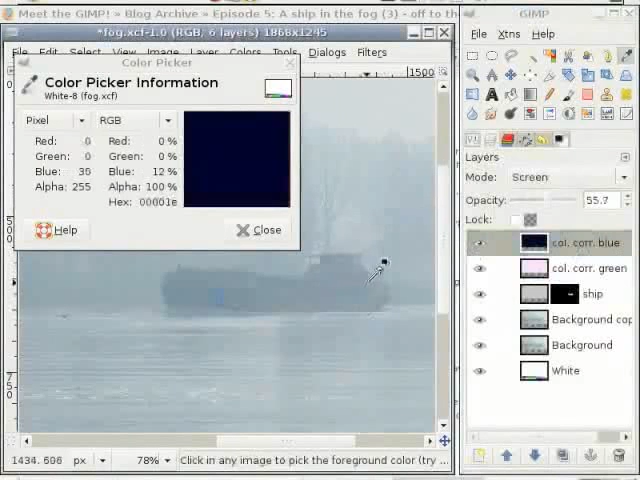 Meet the GIMP! » Blog Archive » Episode 5: A ship in the fog (3) - off to th
GIMP
*fog.xcf-1.0 (RGB, 6 layers) 1868x1245
File Edit Select View Image Layer Colors Tools Dialogs Filters
File Xtns Help
Color Picker
Color Picker Information
White-8 (fog.xcf)
1500
Pixel RGB
Red: 0 Red: 0 %
Green: 0 Green: 0 %
Blue: 30 Blue: 12 %
Alpha: 255 Alpha: 100 %
Hex: 00001e
Help Close
Layers
Mode: Screen
Opacity: 55.7
Lock:
col. corr. blue
col. corr. green
ship
Background cop
Background
White
500
750
1434.606 px 78% Click in any image to pick the foreground color (try ...